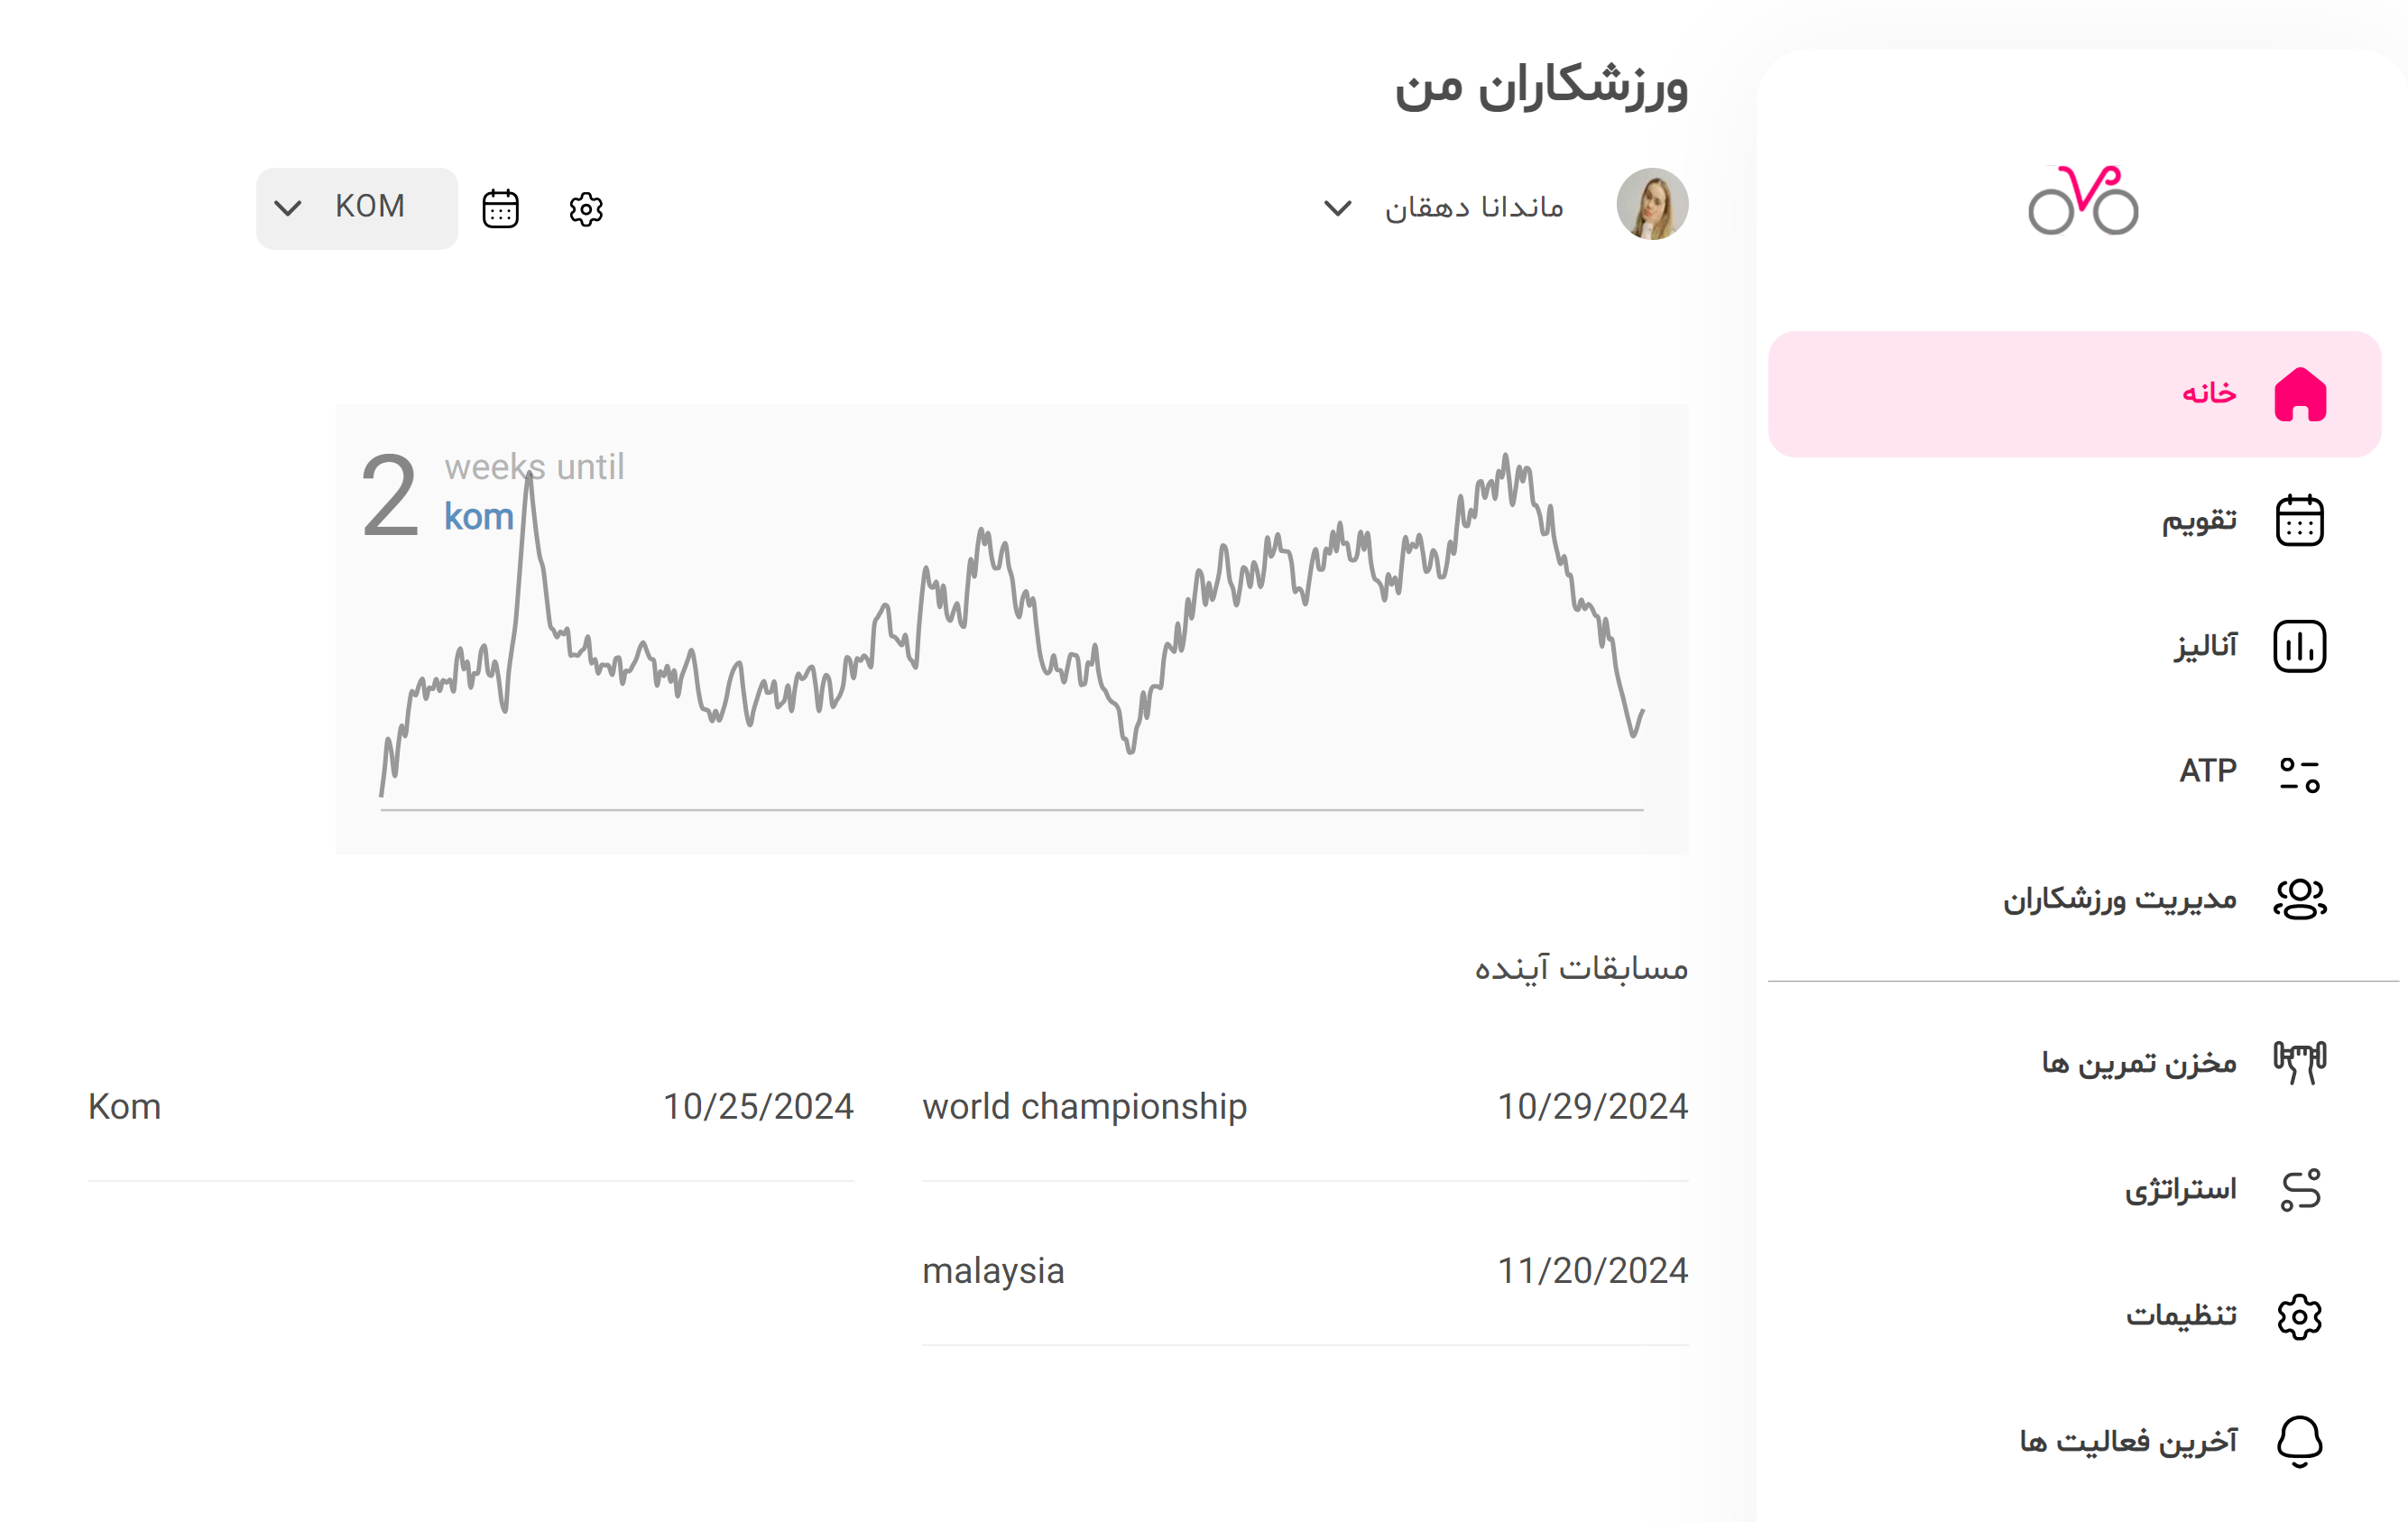 ورزشکاران من
ماندانا دهقان
KOM
2
weeks until
kom
مسابقات آینده
10/29/2024 world championship
10/25/2024 Kom
11/20/2024 malaysia
خانه
تقویم
آنالیز
ATP
مدیریت ورزشکاران
مخزن تمرین ها
استراتژی
تنظیمات
آخرین فعالیت ها